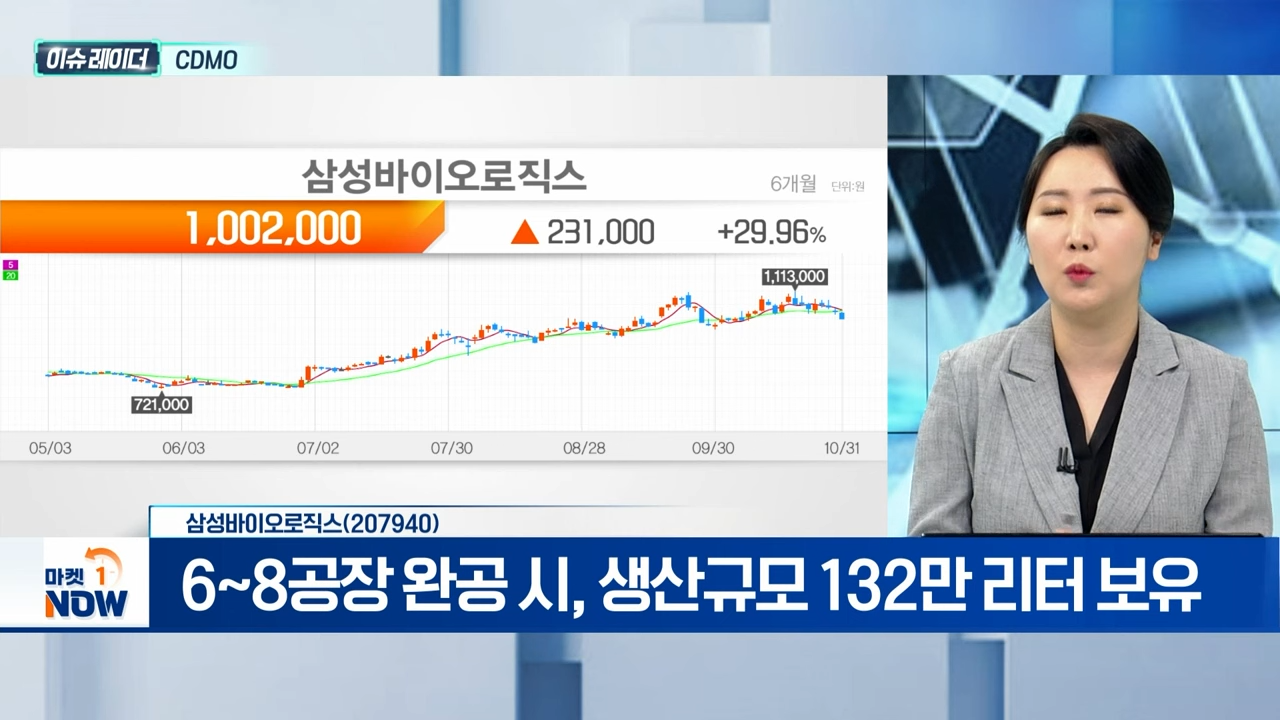 이슈레이더 CDMO
삼성바이오로직스
6개월 단위:원
1,002,000 ▲ 231,000 +29.96%
5
20
1,113,000
721,000
05/03 06/03 07/02 07/30 08/28 09/30 10/31
삼성바이오로직스(207940)
마켓 1
NOW
6~8공장 완공 시, 생산규모 132만 리터 보유